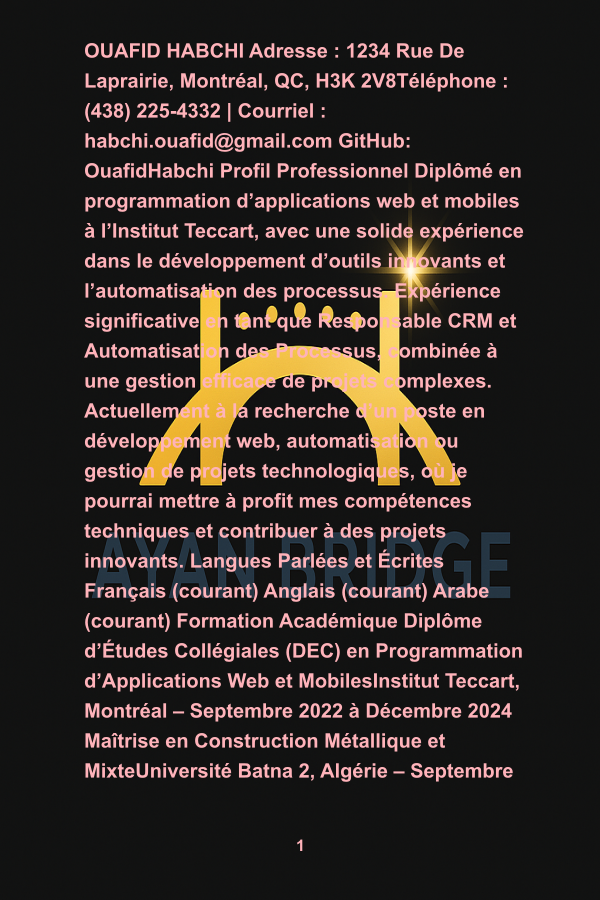 OUAFID HABCHI Adresse : 1234 Rue De
Laprairie, Montréal, QC, H3K 2V8Téléphone :
(438) 225-4332 | Courriel :
habchi.ouafid@gmail.com GitHub:
OuafidHabchi Profil Professionnel Diplômé en
programmation d’applications web et mobiles
à l’Institut Teccart, avec une solide expérience
dans le développement d’outils innovants et
l’automatisation des processus. Expérience
significative en tant que Responsable CRM et
Automatisation des Processus, combinée à
une gestion efficace de projets complexes.
Actuellement à la recherche d’un poste en
développement web, automatisation ou
gestion de projets technologiques, où je
pourrai mettre à profit mes compétences
techniques et contribuer à des projets
innovants. Langues Parlées et Écrites
Français (courant) Anglais (courant) Arabe
(courant) Formation Académique Diplôme
d’Études Collégiales (DEC) en Programmation
d’Applications Web et MobilesInstitut Teccart,
Montréal – Septembre 2022 à Décembre 2024
Maîtrise en Construction Métallique et
MixteUniversité Batna 2, Algérie – Septembre
AYAN BRIDGE
1